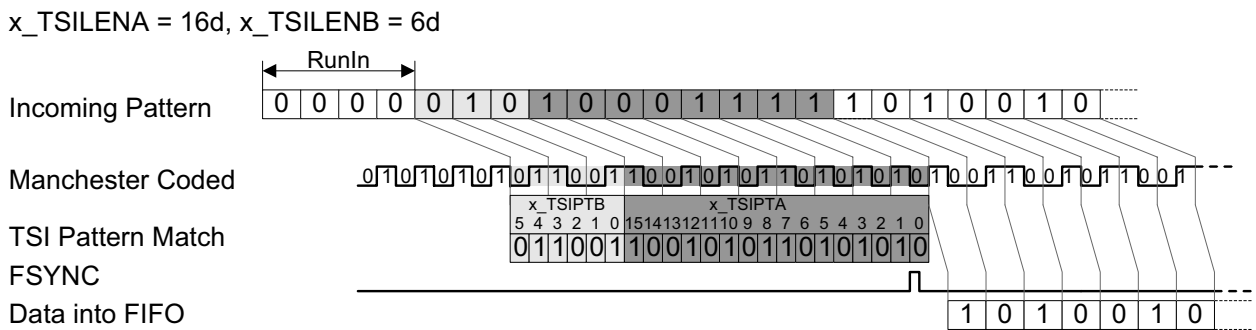 x_TSILENA = 16d, x_TSILENB = 6d
RunIn
Incoming Pattern 0 0 0 0 0 1 0 1 0 0 0 1 1 1 1 1 0 1 0 0 1 0
Manchester Coded 0 1 0 1 0 1 0 1 0 1 1 0 0 1 1 0 0 1 0 1 0 1 1 0 1 0 1 0 1 0 1 0 0 1 1 0 0 1 0 1 1 0 0 1
x_TSIPTB x_TSIPTA
5 4 3 2 1 0 15 14 13 12 11 10 9 8 7 6 5 4 3 2 1 0
TSI Pattern Match 0 1 1 0 0 1 1 0 0 1 0 1 0 1 1 0 1 0 1 0 1 0
FSYNC
Data into FIFO 1 0 1 0 0 1 0